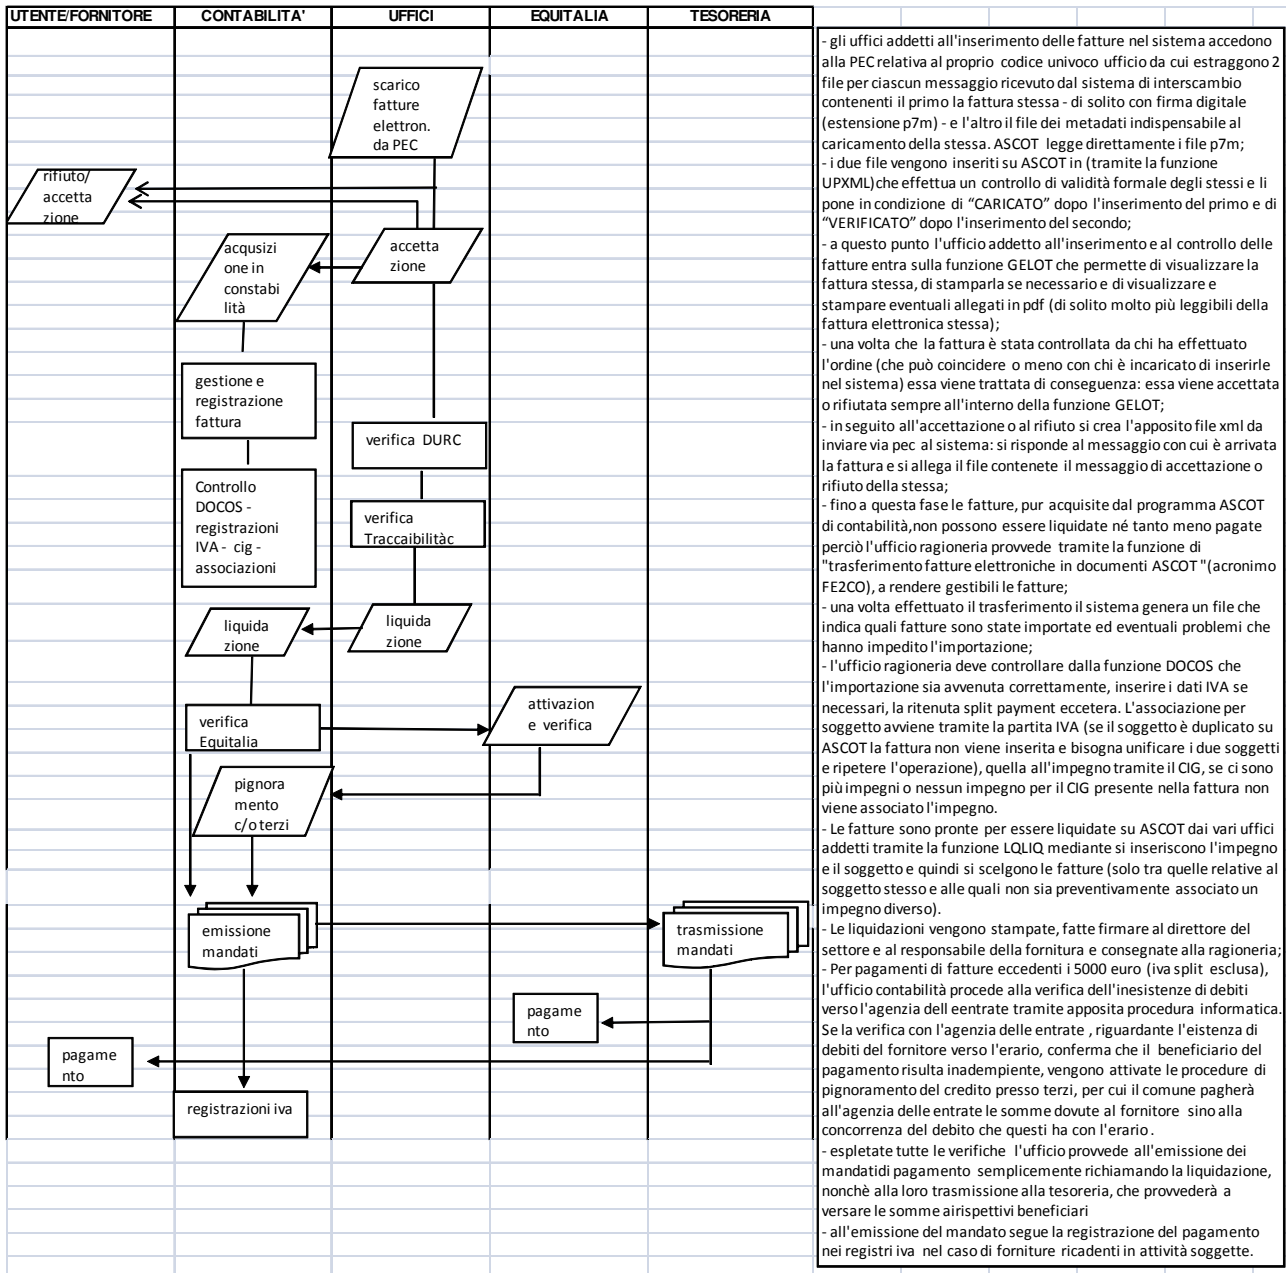 UTENTE/FORNITORE
CONTABILITA'
UFFICI
EQUITALIA
TESORERIA
scarico
fatture
elettron.
da PEC
rifiuto/
accetta
zione
acqusizi
one in
constabi
lità
accetta
zione
gestione e
registrazione
fattura
verifica DURC
Controllo
DOCOS -
registrazioni
IVA - cig -
associazioni
verifica
Traccaibilitàc
liquida
zione
liquida
zione
verifica
Equitalia
attivazion
e verifica
pignora
mento
c/o terzi
emissione
mandati
trasmissione
mandati
pagame
nto
pagame
nto
registrazioni iva
- gli uffici addetti all'inserimento delle fatture nel sistema accedono
alla PEC relativa al proprio codice univoco ufficio da cui estraggono 2
file per ciascun messaggio ricevuto dal sistema di interscambio
contenenti il primo la fattura stessa - di solito con firma digitale
(estensione p7m) - e l'altro il file dei metadati indispensabile al
caricamento della stessa. ASCOT legge direttamente i file p7m;
- i due file vengono inseriti su ASCOT in (tramite la funzione
UPXML)che effettua un controllo di validità formale degli stessi e li
pone in condizione di “CARICATO” dopo l'inserimento del primo e di
“VERIFICATO” dopo l'inserimento del secondo;
- a questo punto l'ufficio addetto all'inserimento e al controllo delle
fatture entra sulla funzione GELOT che permette di visualizzare la
fattura stessa, di stamparla se necessario e di visualizzare e
stampare eventuali allegati in pdf (di solito molto più leggibili della
fattura elettronica stessa);
- una volta che la fattura è stata controllata da chi ha effettuato
l'ordine (che può coincidere o meno con chi è incaricato di inserirle
nel sistema) essa viene trattata di conseguenza: essa viene accettata
o rifiutata sempre all'interno della funzione GELOT;
- in seguito all'accettazione o al rifiuto si crea l'apposito file xml da
inviare via pec al sistema: si risponde al messaggio con cui è arrivata
la fattura e si allega il file contenete il messaggio di accettazione o
rifiuto della stessa;
- fino a questa fase le fatture, pur acquisite dal programma ASCOT
di contabilità,non possono essere liquidate né tanto meno pagate
perciò l'ufficio ragioneria provvede tramite la funzione di
"trasferimento fatture elettroniche in documenti ASCOT "(acronimo
FE2CO), a rendere gestibili le fatture;
- una volta effettuato il trasferimento il sistema genera un file che
indica quali fatture sono state importate ed eventuali problemi che
hanno impedito l'importazione;
- l'ufficio ragioneria deve controllare dalla funzione DOCOS che
l'importazione sia avvenuta correttamente, inserire i dati IVA se
necessari, la ritenuta split payment eccetera. L'associazione per
soggetto avviene tramite la partita IVA (se il soggetto è duplicato su
ASCOT la fattura non viene inserita e bisogna unificare i due soggetti
e ripetere l'operazione), quella all'impegno tramite il CIG, se ci sono
più impegni o nessun impegno per il CIG presente nella fattura non
viene associato l'impegno.
- Le fatture sono pronte per essere liquidate su ASCOT dai vari uffici
addetti tramite la funzione LQLIQ mediante si inseriscono l'impegno
e il soggetto e quindi si scelgono le fatture (solo tra quelle relative al
soggetto stesso e alle quali non sia preventivamente associato un
impegno diverso).
- Le liquidazioni vengono stampate, fatte firmare al direttore del
settore e al responsabile della fornitura e consegnate alla ragioneria;
- Per pagamenti di fatture eccedenti i 5000 euro (iva split esclusa),
l'ufficio contabilità procede alla verifica dell'inesistenze di debiti
verso l'agenzia dell eentrate tramite apposita procedura informatica.
Se la verifica con l'agenzia delle entrate , riguardante l'eistenza di
debiti del fornitore verso l'erario, conferma che il beneficiario del
pagamento risulta inadempiente, vengono attivate le procedure di
pignoramento del credito presso terzi, per cui il comune pagherà
all'agenzia delle entrate le somme dovute al fornitore sino alla
concorrenza del debito che questi ha con l'erario .
- espletate tutte le verifiche l'ufficio provvede all'emissione dei
mandatidi pagamento semplicemente richiamando la liquidazione,
nonchè alla loro trasmissione alla tesoreria, che provvederà a
versare le somme airispettivi beneficiari
- all'emissione del mandato segue la registrazione del pagamento
nei registri iva nel caso di forniture ricadenti in attività soggette.